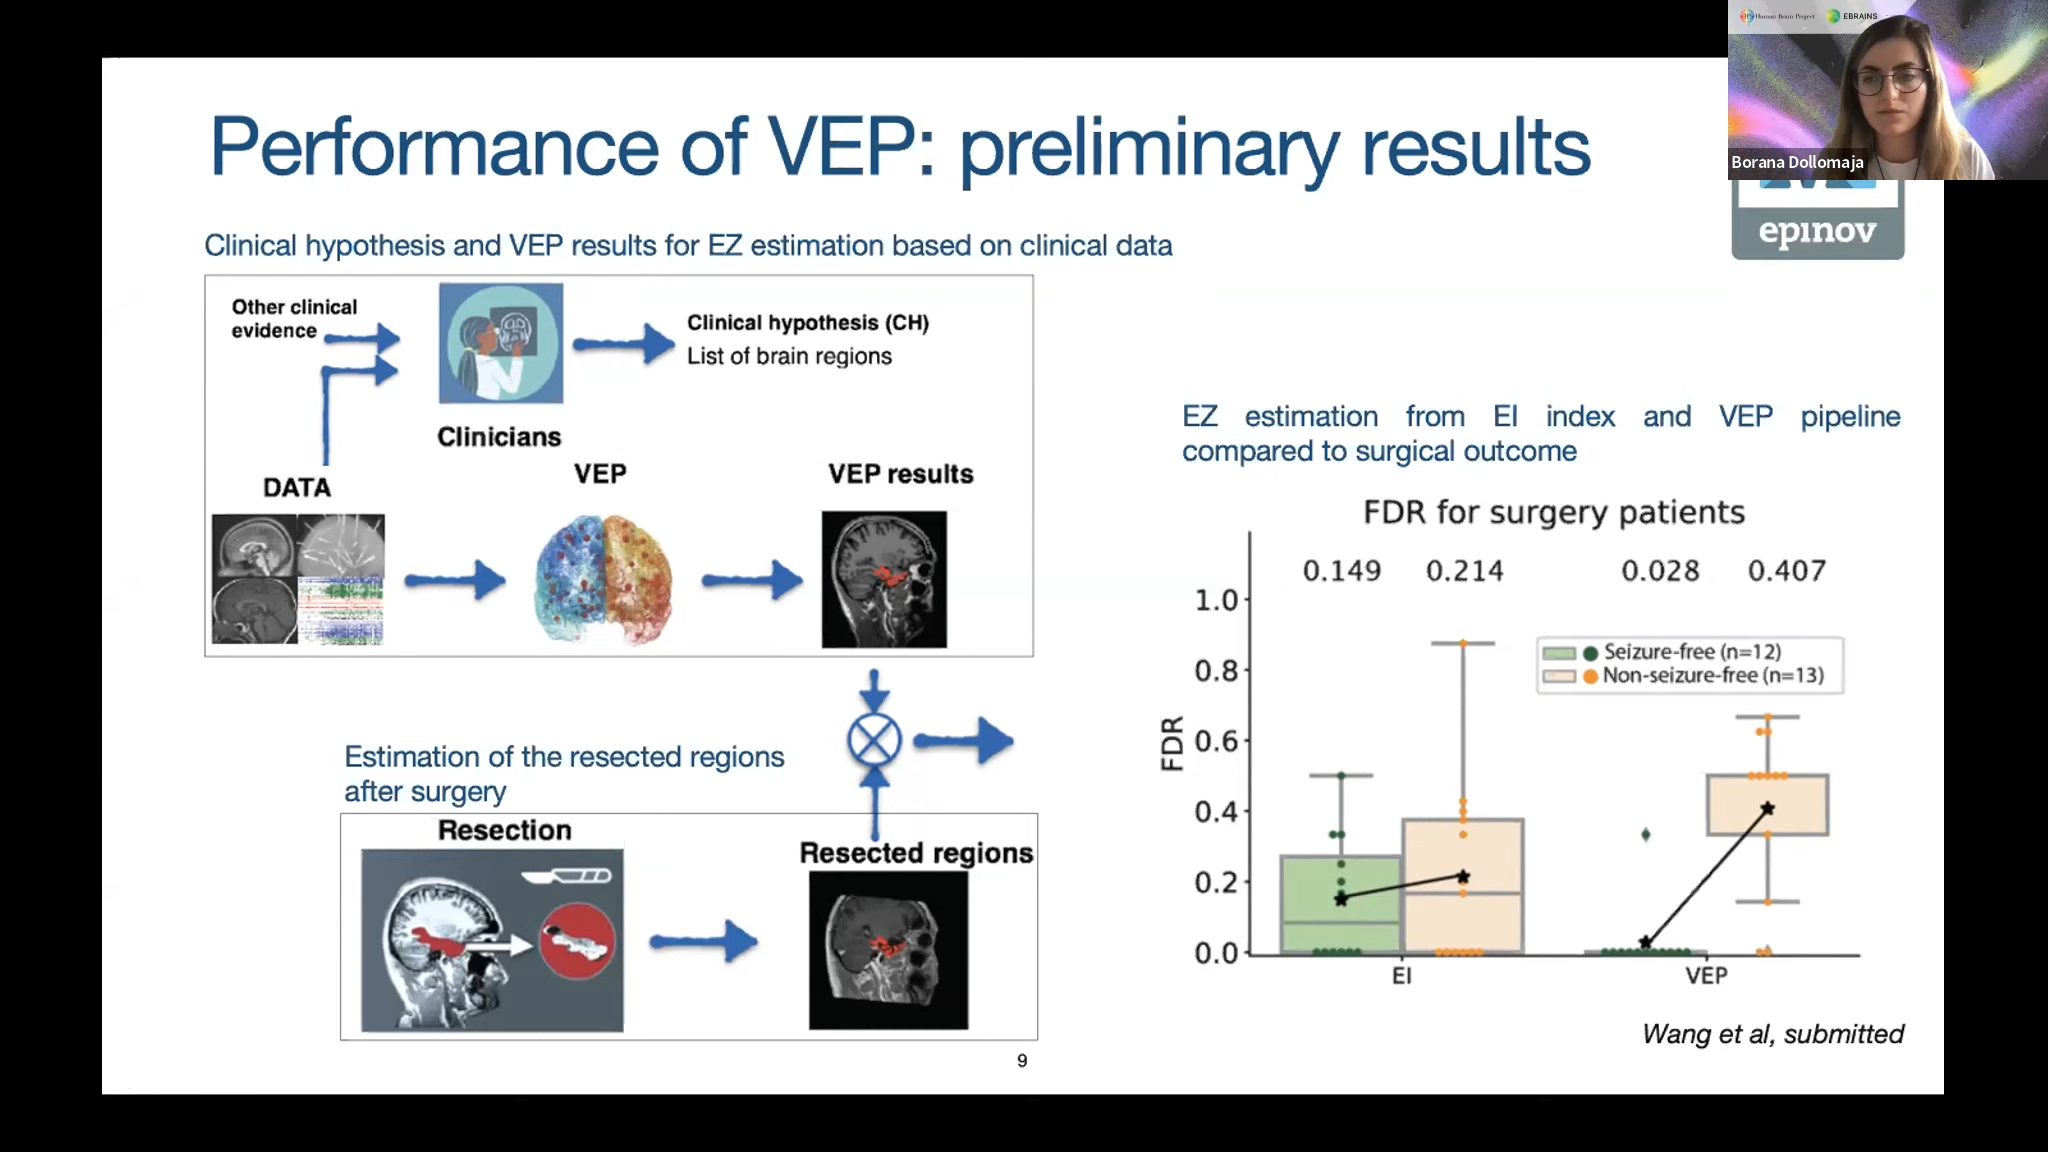 Human Brain Project
EBRAINS
Borana Dollomaja
Performance of VEP: preliminary results
epinov
Clinical hypothesis and VEP results for EZ estimation based on clinical data
Other clinical
evidence
Clinical hypothesis (CH)
List of brain regions
Clinicians
DATA
VEP
VEP results
Estimation of the resected regions
after surgery
Resection
Resected regions
EZ estimation from EI index and VEP pipeline
compared to surgical outcome
FDR for surgery patients
0.149 0.214 0.028 0.407
1.0
0.8
0.6
0.4
0.2
0.0
FDR
Seizure-free (n=12)
Non-seizure-free (n=13)
EI VEP
Wang et al, submitted
9